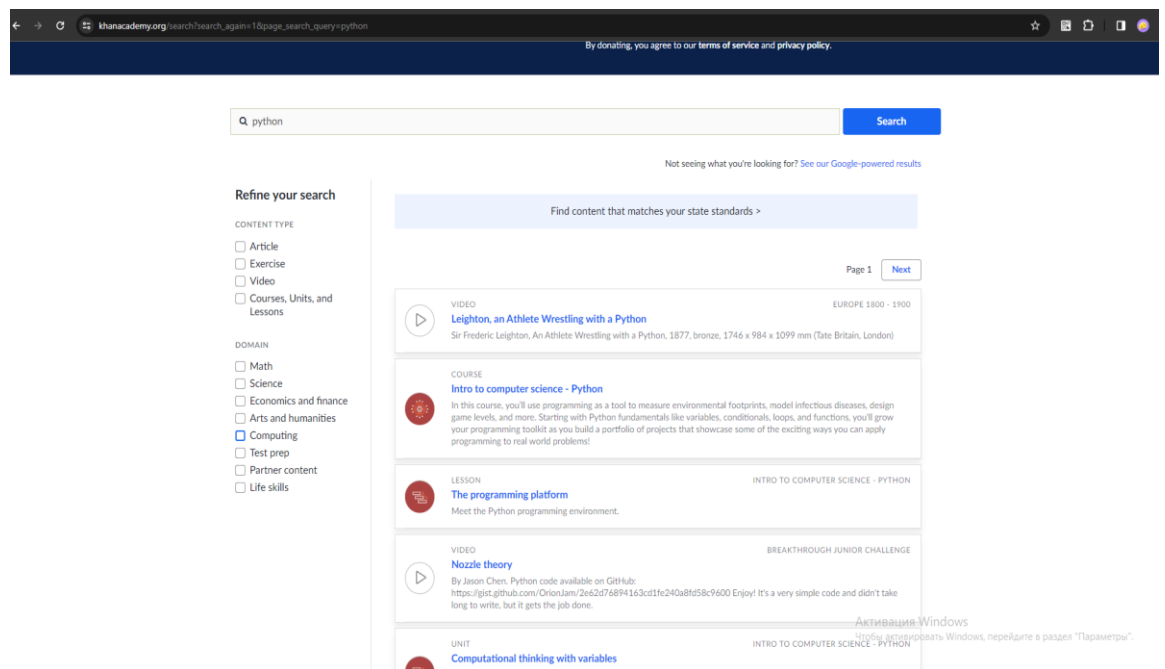 khanacademy.org/search?search_again=1&page_search_query=python
By donating, you agree to our terms of service and privacy policy.
python
Search
Not seeing what you're looking for? See our Google-powered results
Refine your search
CONTENT TYPE
Article
Exercise
Video
Courses, Units, and
Lessons
DOMAIN
Math
Science
Economics and finance
Arts and humanities
Computing
Test prep
Partner content
Life skills
Find content that matches your state standards >
Page 1 Next
VIDEO EUROPE 1800 - 1900
Leighton, an Athlete Wrestling with a Python
Sir Frederic Leighton, An Athlete Wrestling with a Python, 1877, bronze, 1746 x 984 x 1099 mm (Tate Britain, London)
COURSE
Intro to computer science - Python
In this course, you'll use programming as a tool to measure environmental footprints, model infectious diseases, design
game levels, and more. Starting with Python fundamentals like variables, conditionals, loops, and functions, you'll grow
your programming toolkit as you build a portfolio of projects that showcase some of the exciting ways you can apply
programming to real world problems!
LESSON INTRO TO COMPUTER SCIENCE - PYTHON
The programming platform
Meet the Python programming environment.
VIDEO BREAKTHROUGH JUNIOR CHALLENGE
Nozzle theory
By Jason Chen. Python code available on GitHub:
https://gist.github.com/OrionJam/2e62d76894163cd1fe240a8fd58c9600 Enjoy! It's a very simple code and didn't take
long to write, but it gets the job done.
UNIT INTRO TO COMPUTER SCIENCE - PYTHON
Computational thinking with variables
Активация Windows
Чтобы активировать Windows, перейдите в раздел "Параметры".